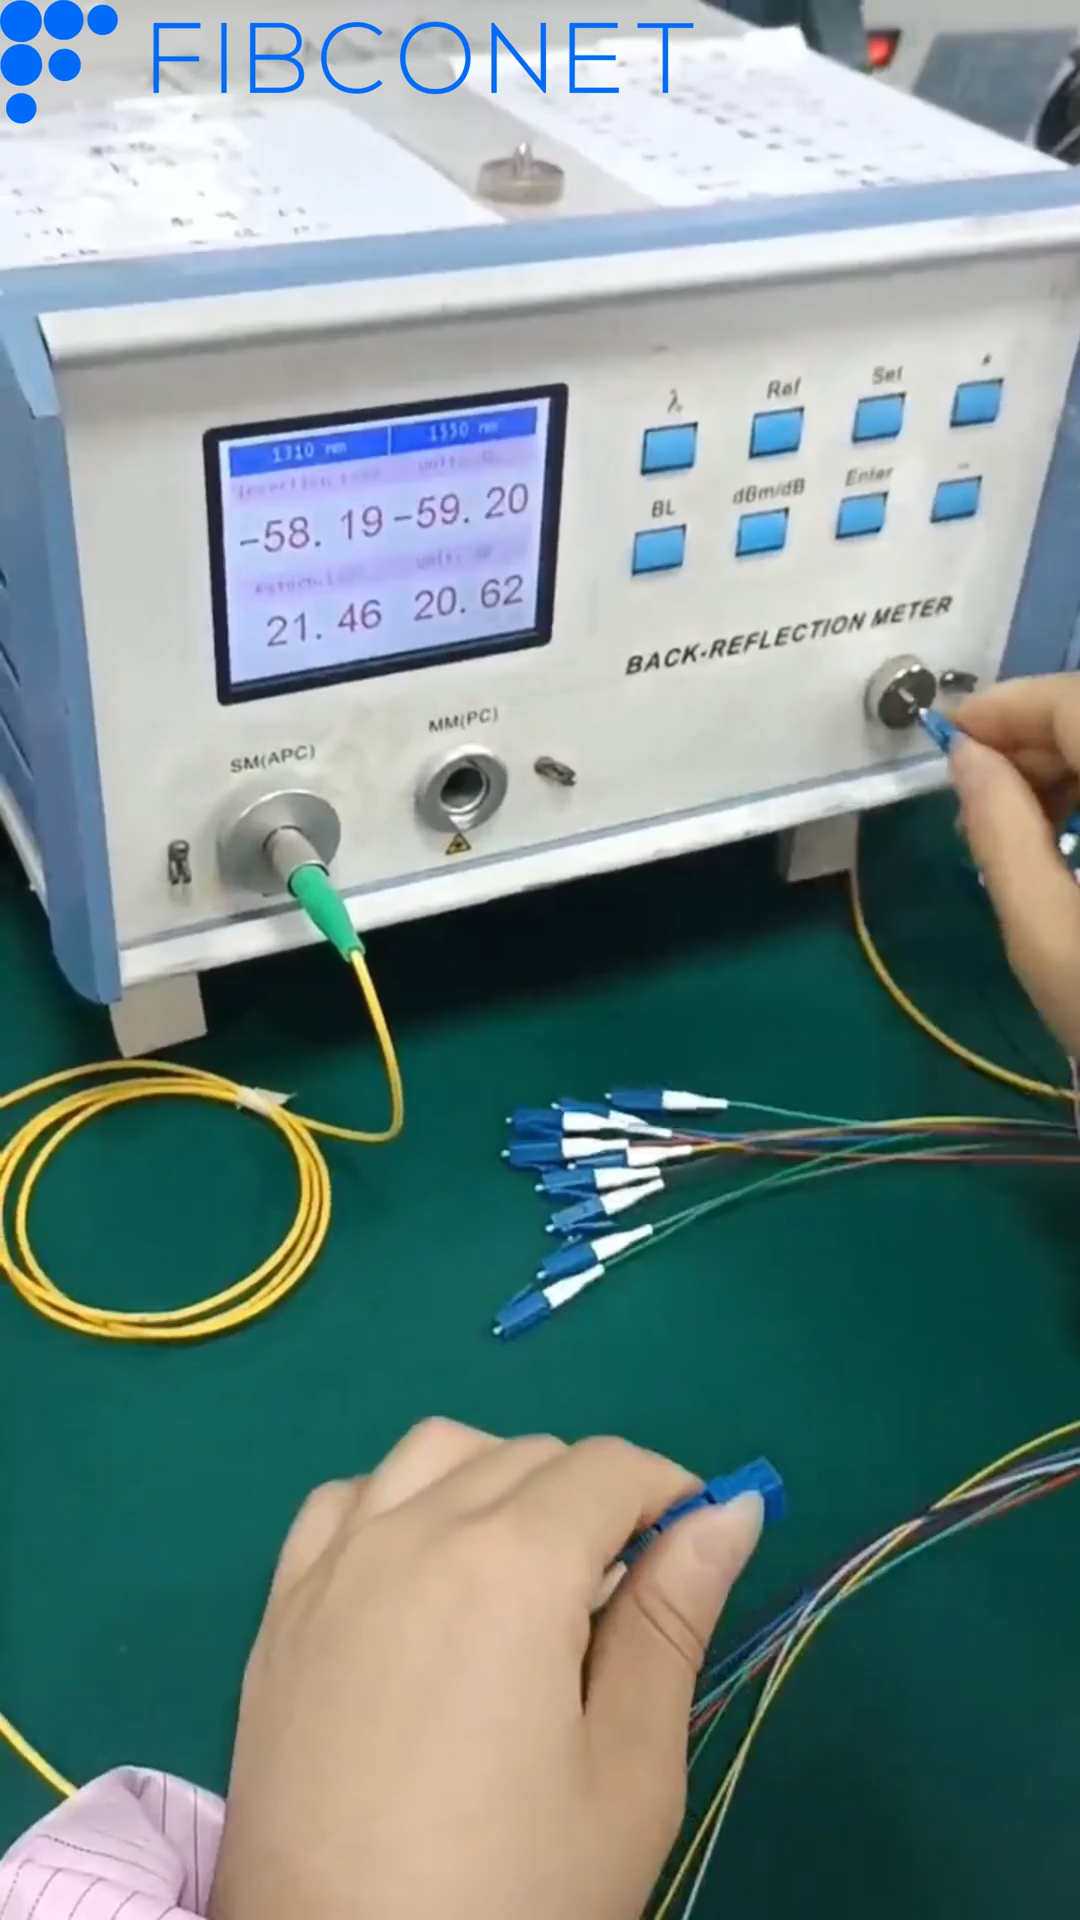 FIBCONET
1310 nm 1550 nm
-58. 19 -59. 20
21. 46 20. 62
λ Ref Set
BL dBm/dB Enter
BACK-REFLECTION METER
MM(PC)
SM(APC)